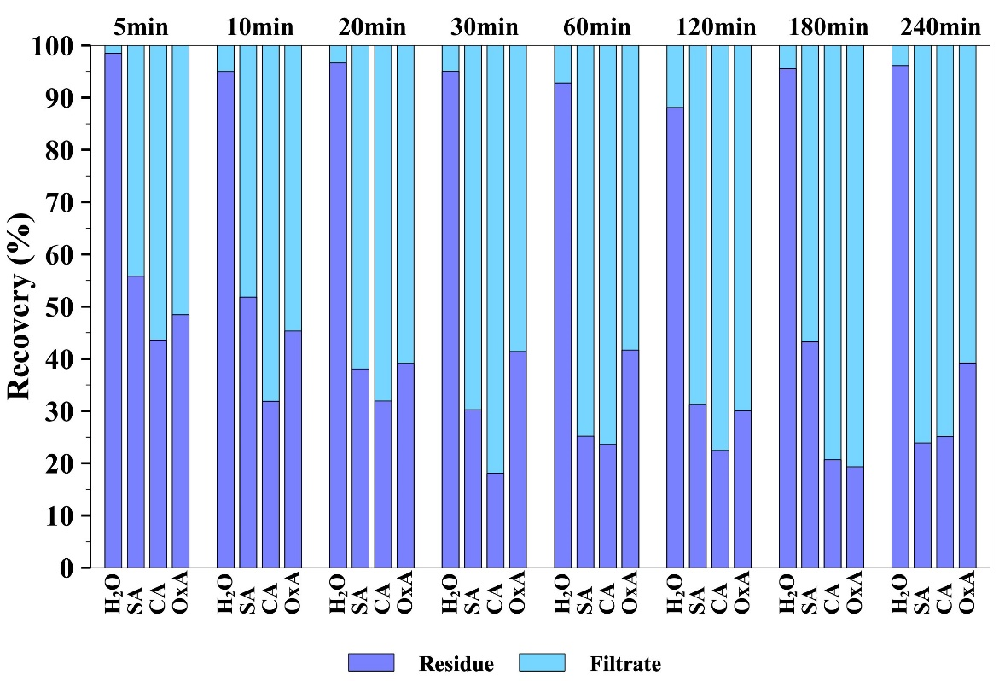 5min 10min 20min 30min 60min 120min 180min 240min
100
90
80
70
60
50
40
30
20
10
0
Recovery (%)
H₂O SA CA OxA H₂O SA CA OxA H₂O SA CA OxA H₂O SA CA OxA H₂O SA CA OxA H₂O SA CA OxA H₂O SA CA OxA H₂O SA CA OxA
Residue Filtrate